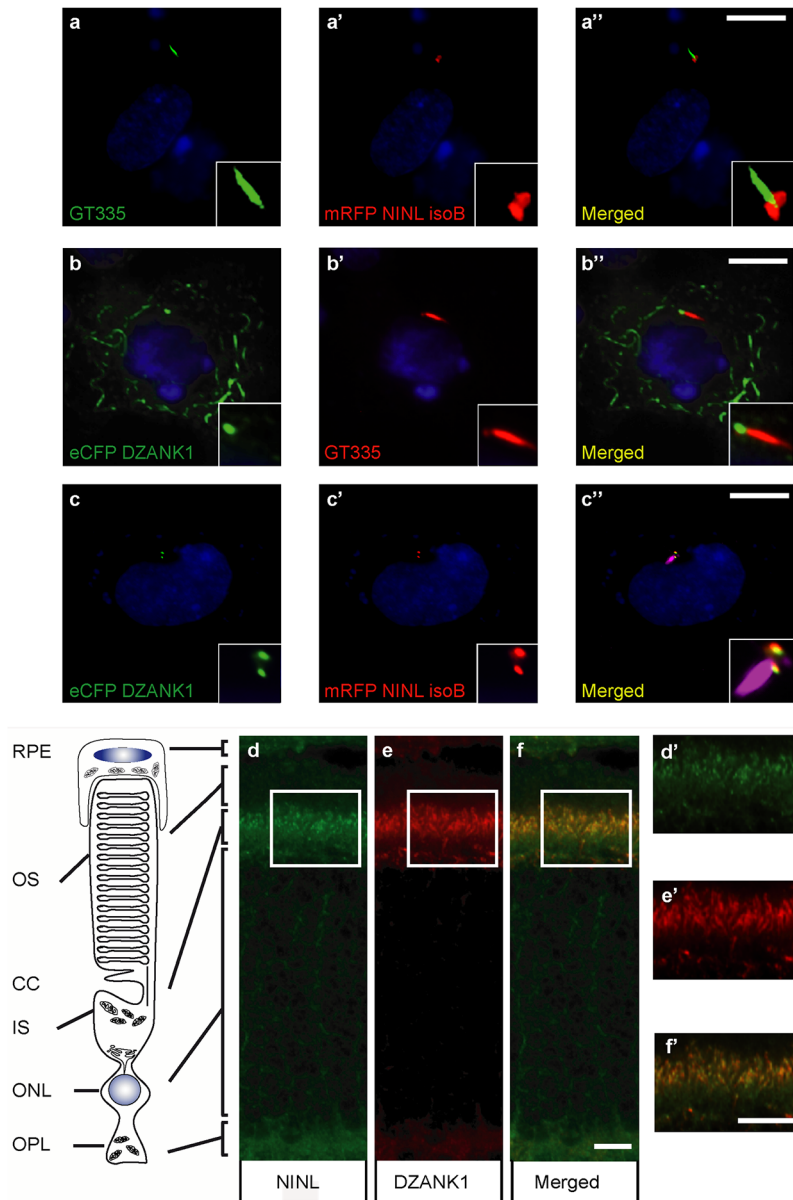 a
a'
a''
GT335
mRFP NINL isoB
Merged
b
b'
b''
eCFP DZANK1
GT335
Merged
c
c'
c''
eCFP DZANK1
mRFP NINL isoB
Merged
RPE
OS
CC
IS
ONL
OPL
d
e
f
d'
e'
f'
NINL
DZANK1
Merged